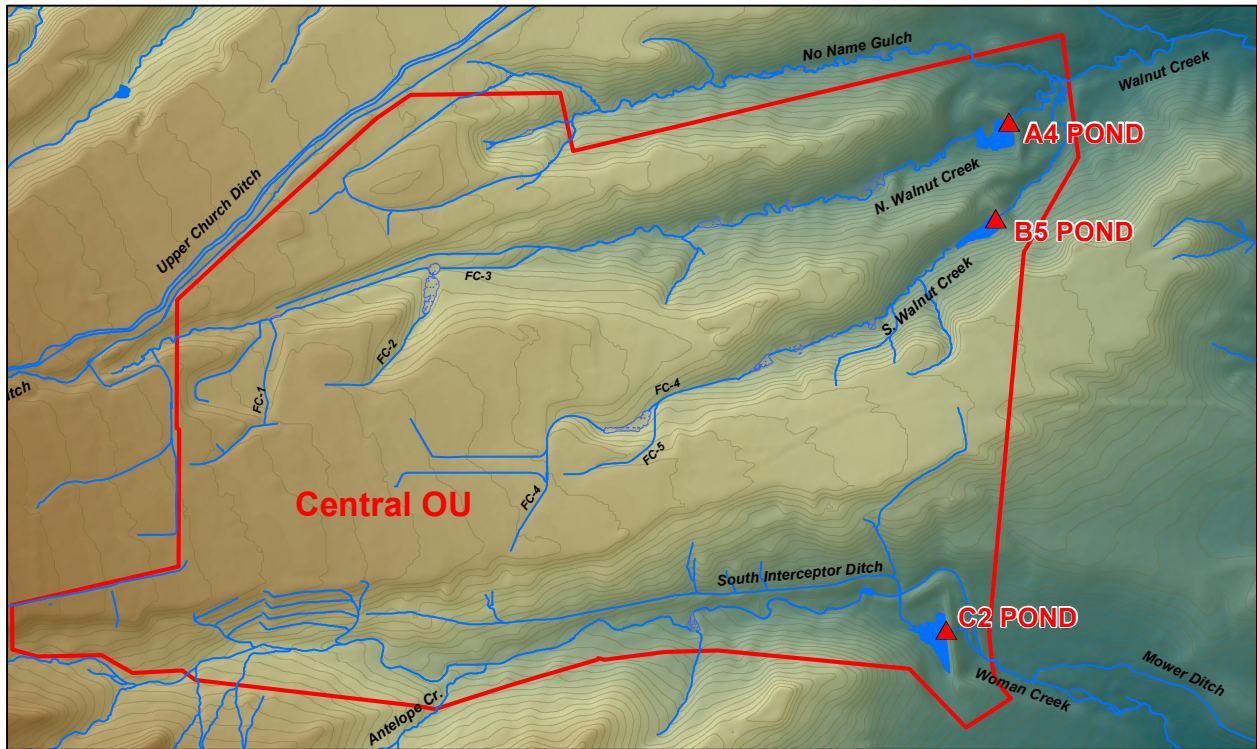 No Name Gulch
Walnut Creek
A4 POND
N. Walnut Creek
Upper Church Ditch
B5 POND
FC-3
S. Walnut Creek
FC-2
itch
FC-1
FC-4
FC-5
Central OU
FC-4
South Interceptor Ditch
C2 POND
Mower Ditch
Woman Creek
Antelope Cr.